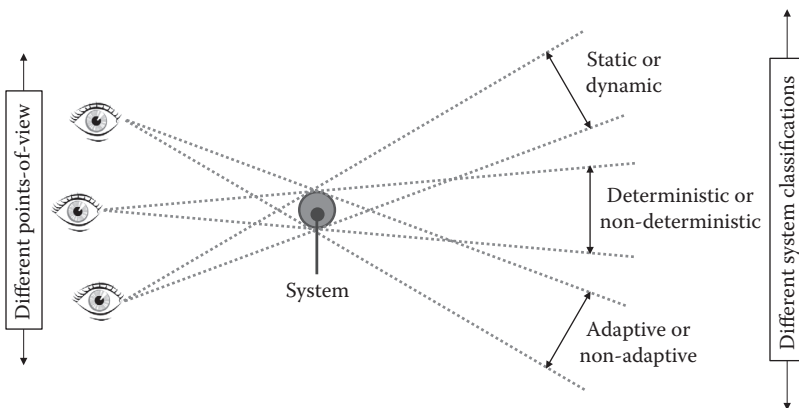 Different points-of-view
Static or
dynamic
Deterministic or
non-deterministic
System
Adaptive or
non-adaptive
Different system classifications